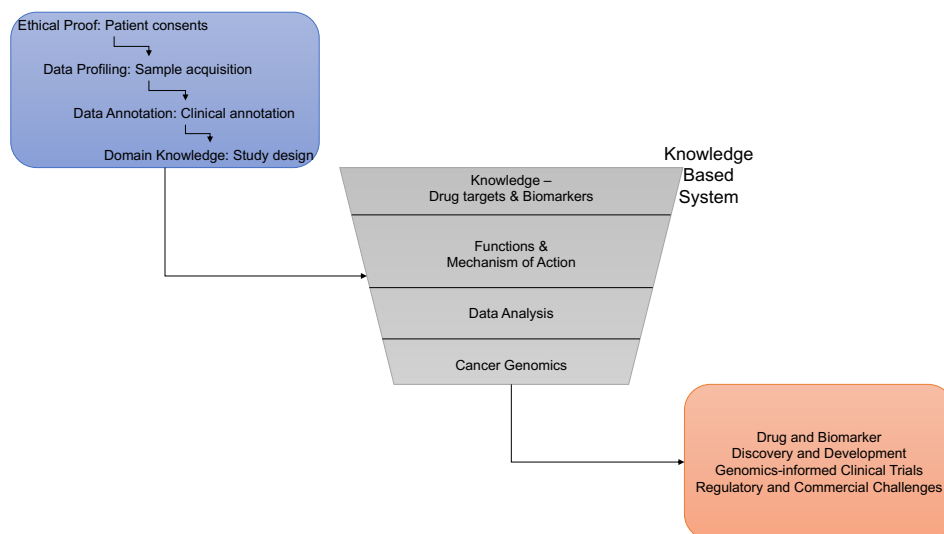 Ethical Proof: Patient consents
Data Profiling: Sample acquisition
Data Annotation: Clinical annotation
Domain Knowledge: Study design
Knowledge
Based
System
Knowledge –
Drug targets & Biomarkers
Functions &
Mechanism of Action
Data Analysis
Cancer Genomics
Drug and Biomarker
Discovery and Development
Genomics-informed Clinical Trials
Regulatory and Commercial Challenges